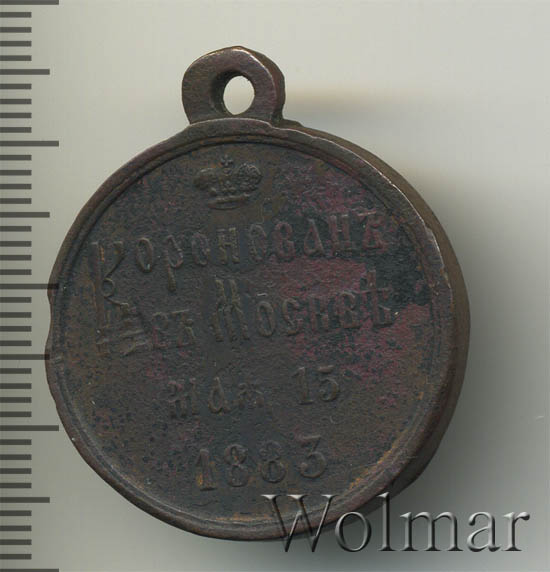 Коронованъ
въ Москвѣ
мая 15
1883
Wolmar